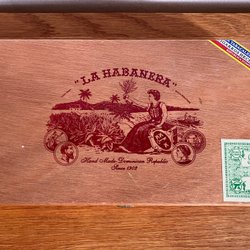 "LA HABANERA"
Hand Made-Dominican Republic
Since 1902